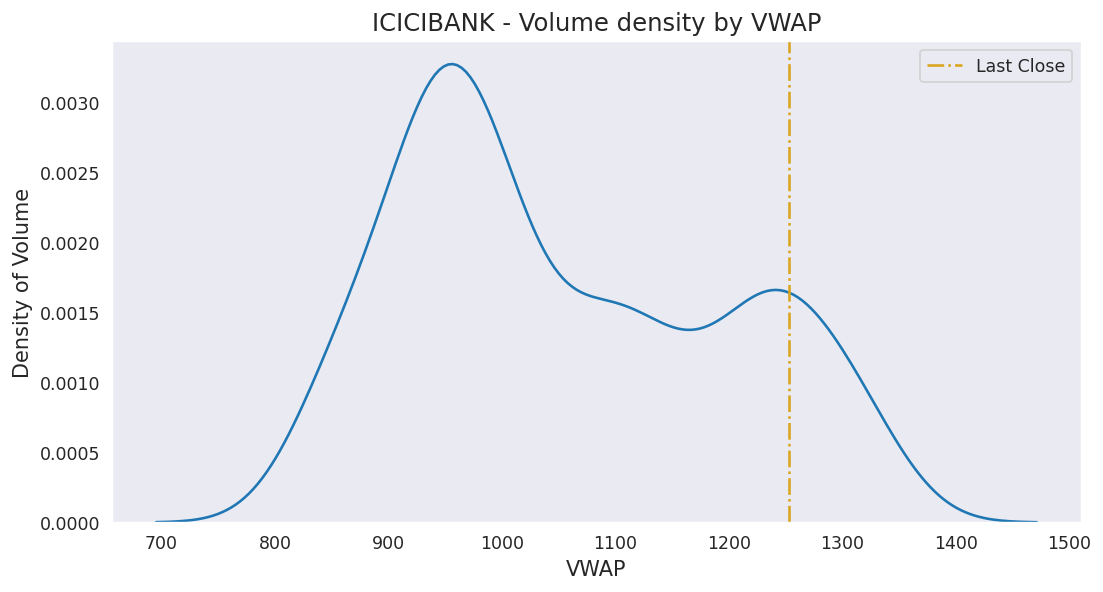 ICICIBANK - Volume density by VWAP
Last Close
Density of Volume
0.0030
0.0025
0.0020
0.0015
0.0010
0.0005
0.0000
700 800 900 1000 1100 1200 1300 1400 1500
VWAP